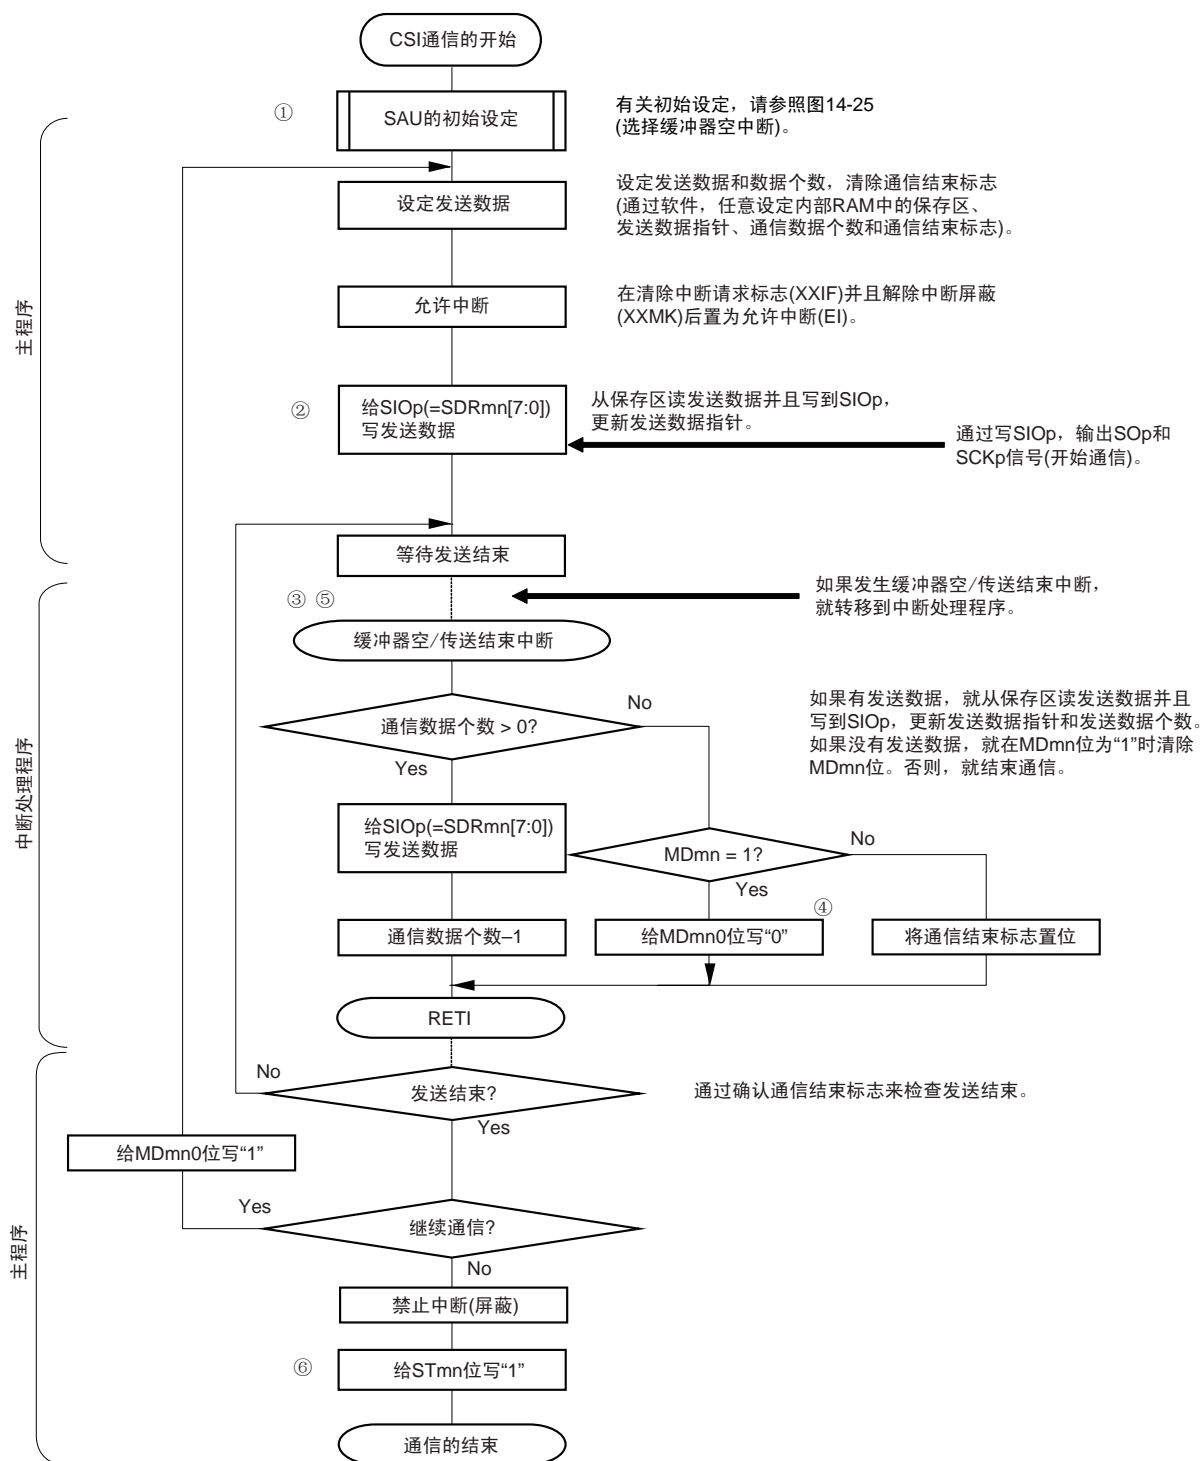 CSI通信的开始
①
SAU的初始设定
有关初始设定，请参照图14-25
(选择缓冲器空中断)。
设定发送数据
设定发送数据和数据个数，清除通信结束标志
(通过软件，任意设定内部RAM中的保存区、
发送数据指针、通信数据个数和通信结束标志)。
主程序
允许中断
在清除中断请求标志(XXIF)并且解除中断屏蔽
(XXMK)后置为允许中断(EI)。
②
给SIOp(=SDRmn[7:0])
写发送数据
从保存区读发送数据并且写到SIOp，
更新发送数据指针。
通过写SIOp，输出SOp和
SCKp信号(开始通信)。
等待发送结束
③ ⑤
如果发生缓冲器空/传送结束中断，
就转移到中断处理程序。
缓冲器空/传送结束中断
中断处理程序
通信数据个数 > 0?
No
Yes
如果有发送数据，就从保存区读发送数据并且
写到SIOp，更新发送数据指针和发送数据个数。
如果没有发送数据，就在MDmn位为“1”时清除
MDmn位。否则，就结束通信。
给SIOp(=SDRmn[7:0])
写发送数据
MDmn = 1?
No
Yes
④
通信数据个数–1
给MDmn0位写“0”
将通信结束标志置位
RETI
No
发送结束?
Yes
通过确认通信结束标志来检查发送结束。
给MDmn0位写“1”
主程序
Yes
继续通信?
No
禁止中断(屏蔽)
⑥
给STmn位写“1”
通信的结束